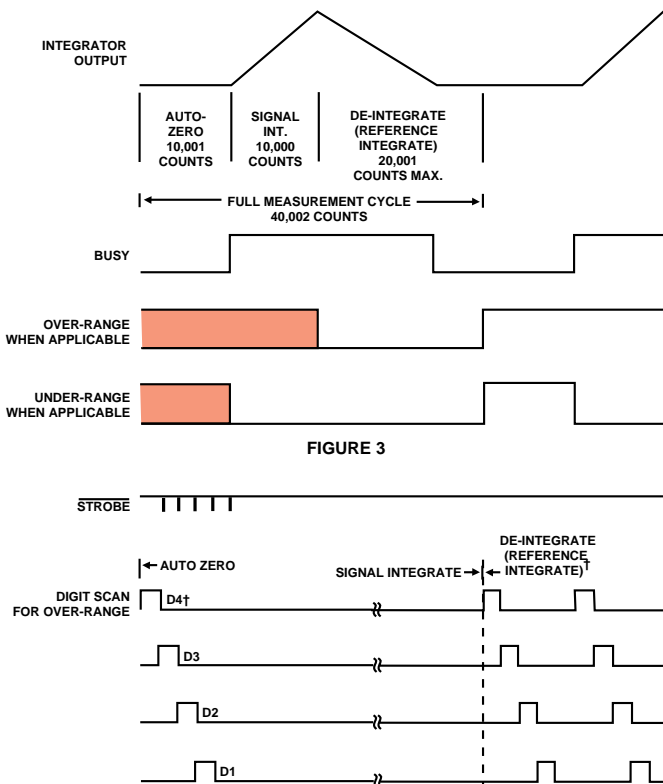 INTEGRATOR
OUTPUT
AUTO-
ZERO
10,001
COUNTS
SIGNAL
INT.
10,000
COUNTS
DE-INTEGRATE
(REFERENCE
INTEGRATE)
20,001
COUNTS MAX.
FULL MEASUREMENT CYCLE
40,002 COUNTS
BUSY
OVER-RANGE
WHEN APPLICABLE
UNDER-RANGE
WHEN APPLICABLE
FIGURE 3
STROBE
AUTO ZERO
SIGNAL INTEGRATE
DE-INTEGRATE
(REFERENCE
INTEGRATE)†
DIGIT SCAN
FOR OVER-RANGE
D4†
D3
D2
D1